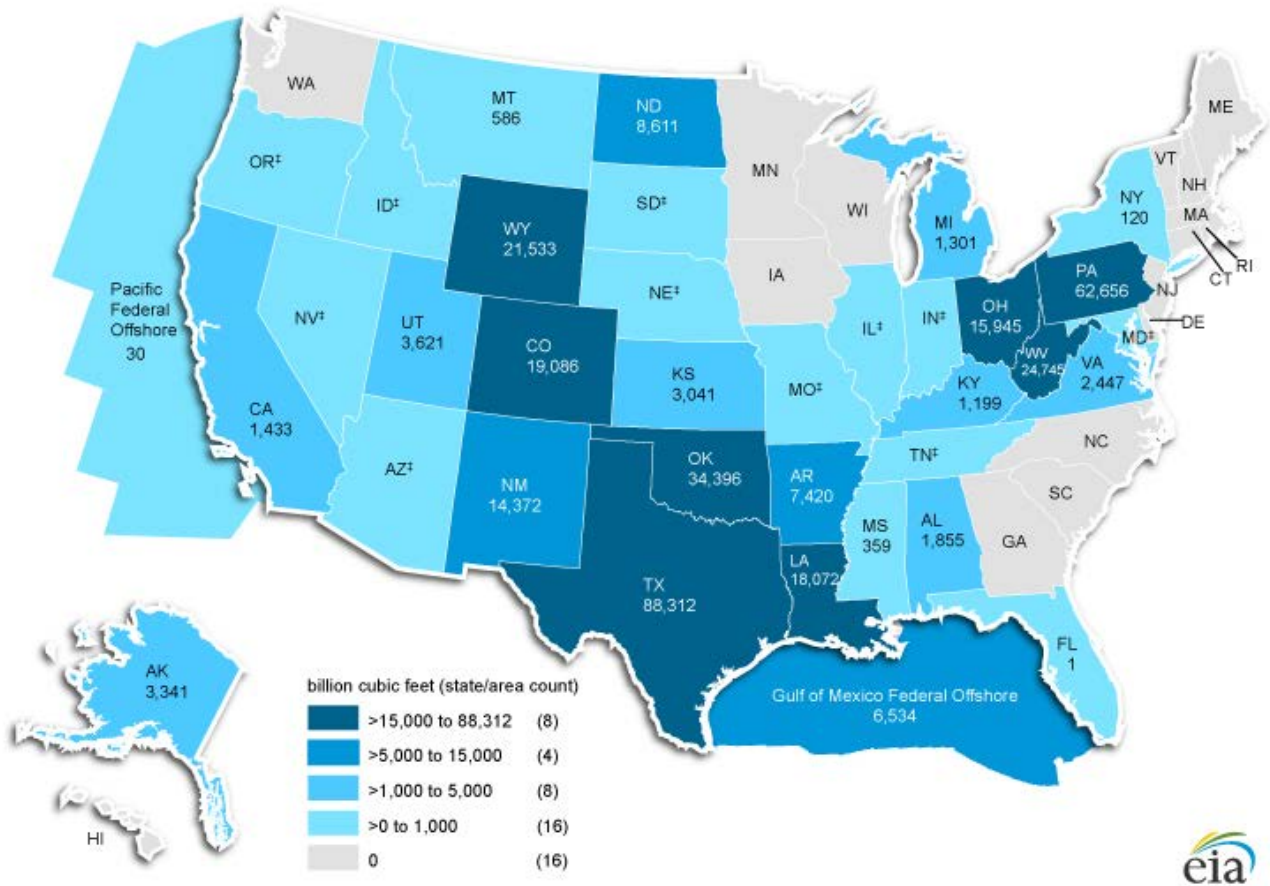 WA
MT
586
ND
8,611
MN
ME
VT
NH
OR‡
ID‡
SD‡
WI
MI
1,301
NY
120
MA
RI
CT
WY
21,533
IA
PA
62,656
NJ
DE
Pacific
Federal
Offshore
30
NV‡
UT
3,621
NE‡
IL‡
IN‡
OH
15,945
MD‡
WV
24,745
VA
2,447
CO
19,086
KS
3,041
MO‡
KY
1,199
CA
1,433
AZ‡
NM
14,372
OK
34,396
AR
7,420
TN‡
NC
SC
MS
359
AL
1,855
GA
TX
88,312
LA
18,072
FL
1
Gulf of Mexico Federal Offshore
6,534
AK
3,341
HI
billion cubic feet (state/area count)
>15,000 to 88,312 (8)
>5,000 to 15,000 (4)
>1,000 to 5,000 (8)
>0 to 1,000 (16)
0 (16)
eia